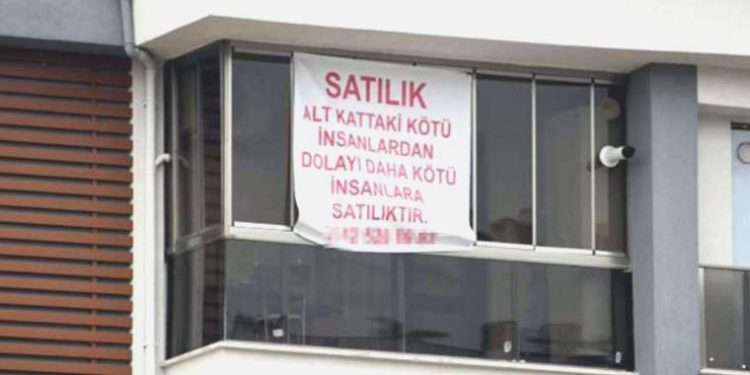 SATILIK
ALT KATTAKİ KÖTÜ
İNSANLARDAN
DOLAYI DAHA KÖTÜ
İNSANLARA
SATILIKTIR.